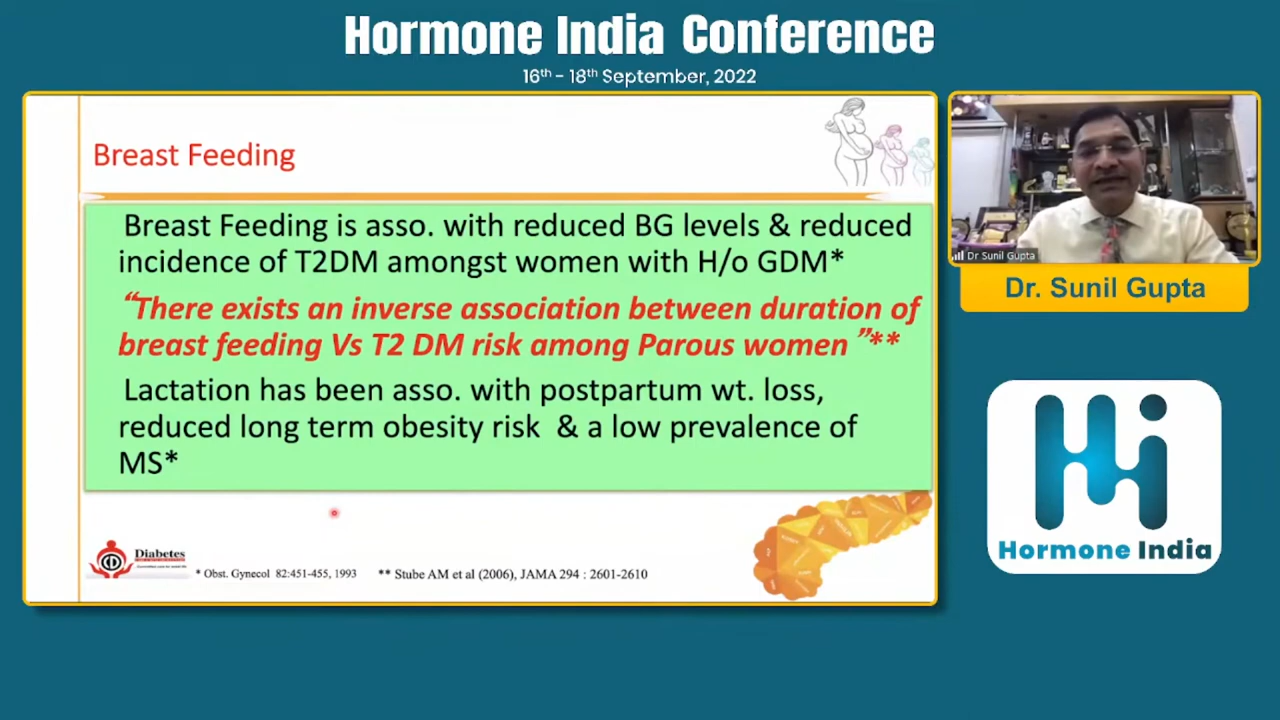 Hormone India Conference
16th - 18th September, 2022
Breast Feeding
Breast Feeding is asso. with reduced BG levels & reduced
incidence of T2DM amongst women with H/o GDM*
“There exists an inverse association between duration of
breast feeding Vs T2 DM risk among Parous women ”**
Lactation has been asso. with postpartum wt. loss,
reduced long term obesity risk & a low prevalence of
MS*
Diabetes
* Obst. Gynecol 82:451-455, 1993
** Stube AM et al (2006), JAMA 294 : 2601-2610
Dr Sunil Gupta
Dr. Sunil Gupta
Hormone India